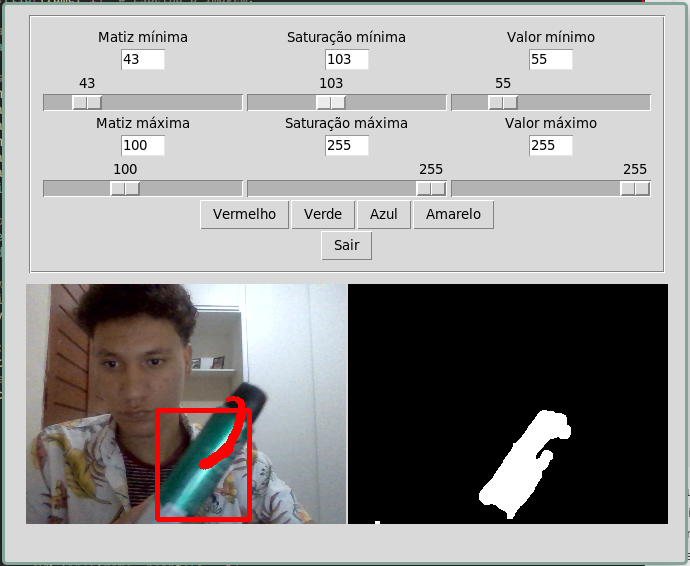 Matiz mínima Saturação mínima Valor mínimo
43 103 55
43 103 55
Matiz máxima Saturação máxima Valor máximo
100 255 255
100 255 255
Vermelho Verde Azul Amarelo
Sair